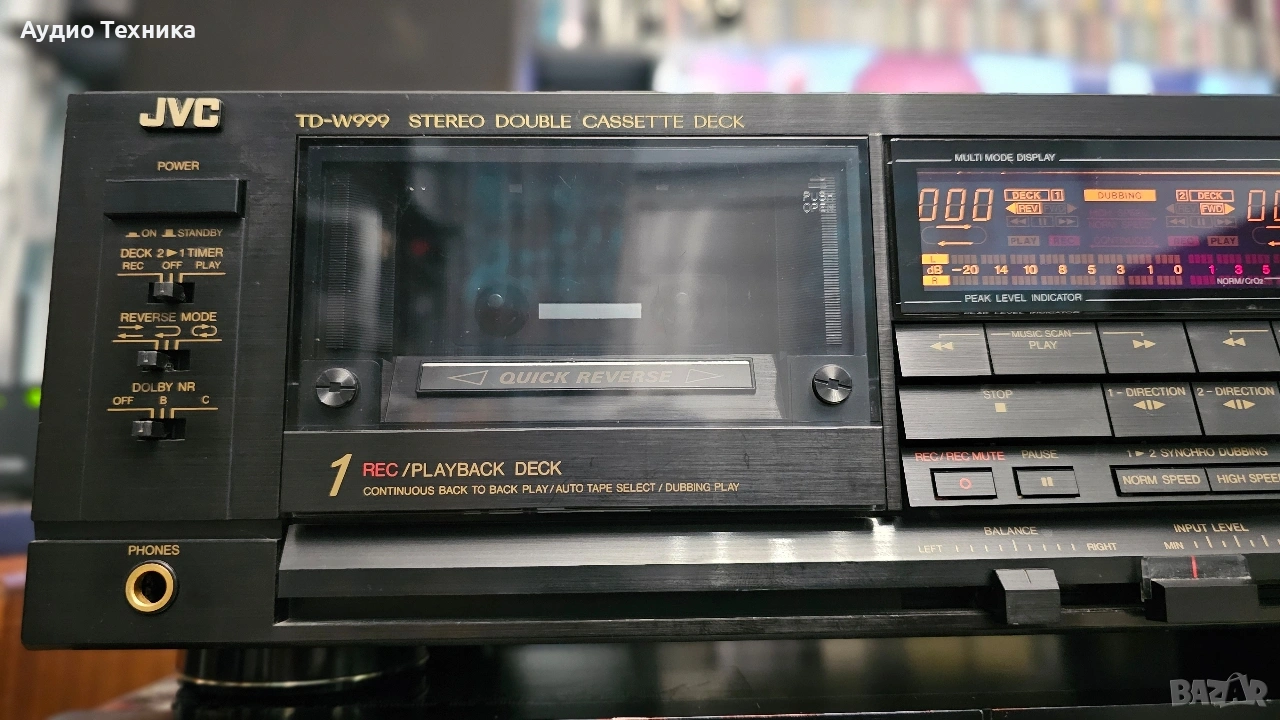 Аудио Техника
JVC
TD-W999 STEREO DOUBLE CASSETTE DECK
POWER
ON STANDBY
DECK 2▶1 TIMER
REC OFF PLAY
REVERSE MODE
DOLBY NR
OFF B C
PHONES
PUSH
OPEN
QUICK REVERSE
1 REC/PLAYBACK DECK
CONTINUOUS BACK TO BACK PLAY/AUTO TAPE SELECT/DUBBING PLAY
MULTI MODE DISPLAY
000 DECK 1 DUBBING 2 DECK
REV FWD
PLAY REC REC PLAY
L
dB -20 14 10 8 5 3 1 0 1 3 5
R NORM/CrO2
PEAK LEVEL INDICATOR
MUSIC SCAN
PLAY
STOP
1-DIRECTION 2-DIRECTION
REC/REC MUTE PAUSE 1▶2 SYNCHRO DUBBING
NORM SPEED HIGH SPEE
BALANCE
LEFT RIGHT
INPUT LEVEL
MIN
BAZAR